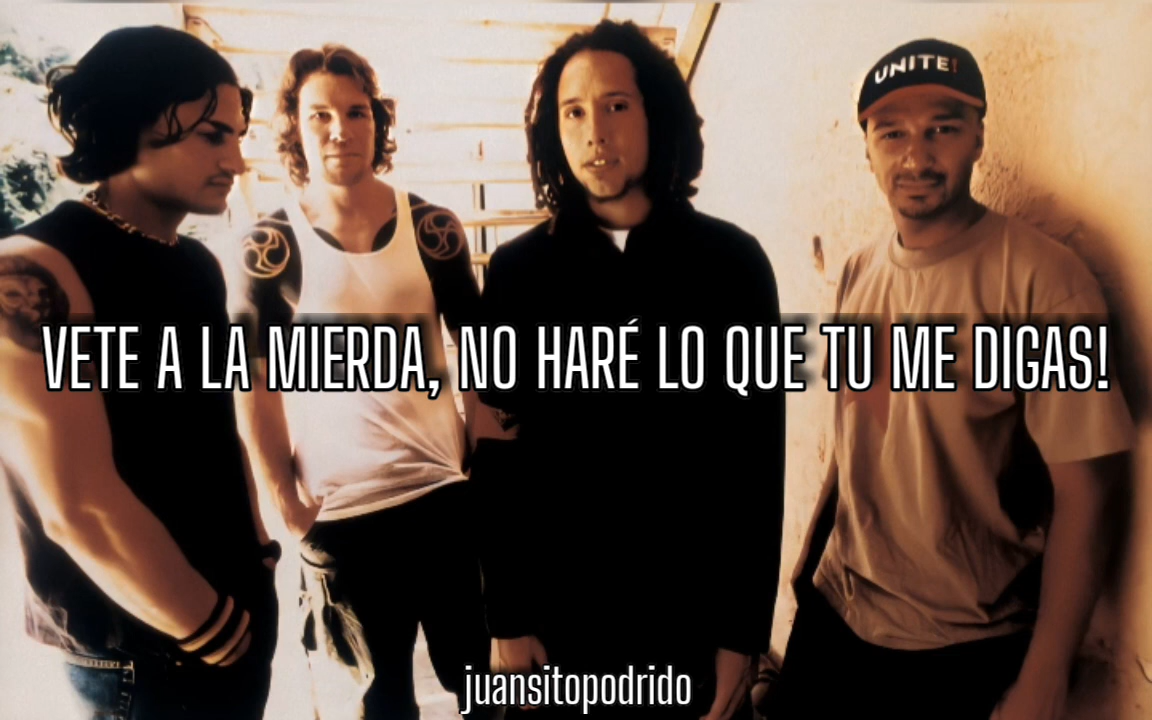 UNITE!
VETE A LA MIERDA, NO HARÉ LO QUE TU ME DIGAS!
juansitopodrido